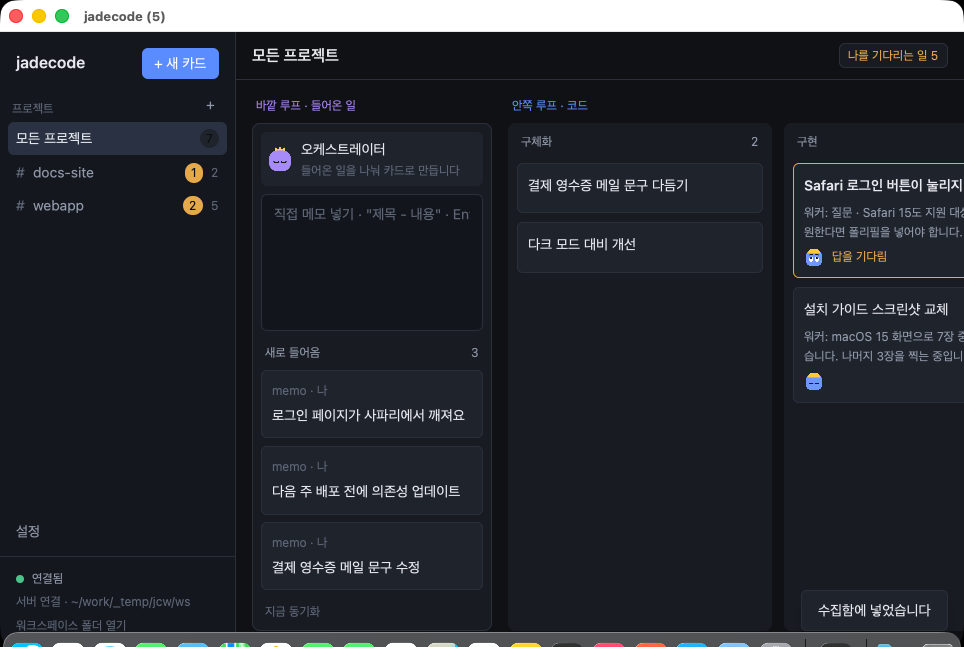 jadecode (5)
jadecode
+ 새 카드
프로젝트
+
모든 프로젝트
7
# docs-site
1
2
# webapp
2
5
설정
연결됨
서버 연결 · ~/work/_temp/jcw/ws
워크스페이스 폴더 열기
모든 프로젝트
나를 기다리는 일 5
바깥 루프 · 들어온 일
오케스트레이터
들어온 일을 나눠 카드로 만듭니다
직접 메모 넣기 · "제목 - 내용" · En
새로 들어옴
3
memo · 나
로그인 페이지가 사파리에서 깨져요
memo · 나
다음 주 배포 전에 의존성 업데이트
memo · 나
결제 영수증 메일 문구 수정
지금 동기화
안쪽 루프 · 코드
구체화
2
결제 영수증 메일 문구 다듬기
다크 모드 대비 개선
구현
Safari 로그인 버튼이 눌리지
워커: 질문 · Safari 15도 지원 대상
원한다면 폴리필을 넣어야 합니다.
답을 기다림
설치 가이드 스크린샷 교체
워커: macOS 15 화면으로 7장 중
습니다. 나머지 3장을 찍는 중입니
수집함에 넣었습니다